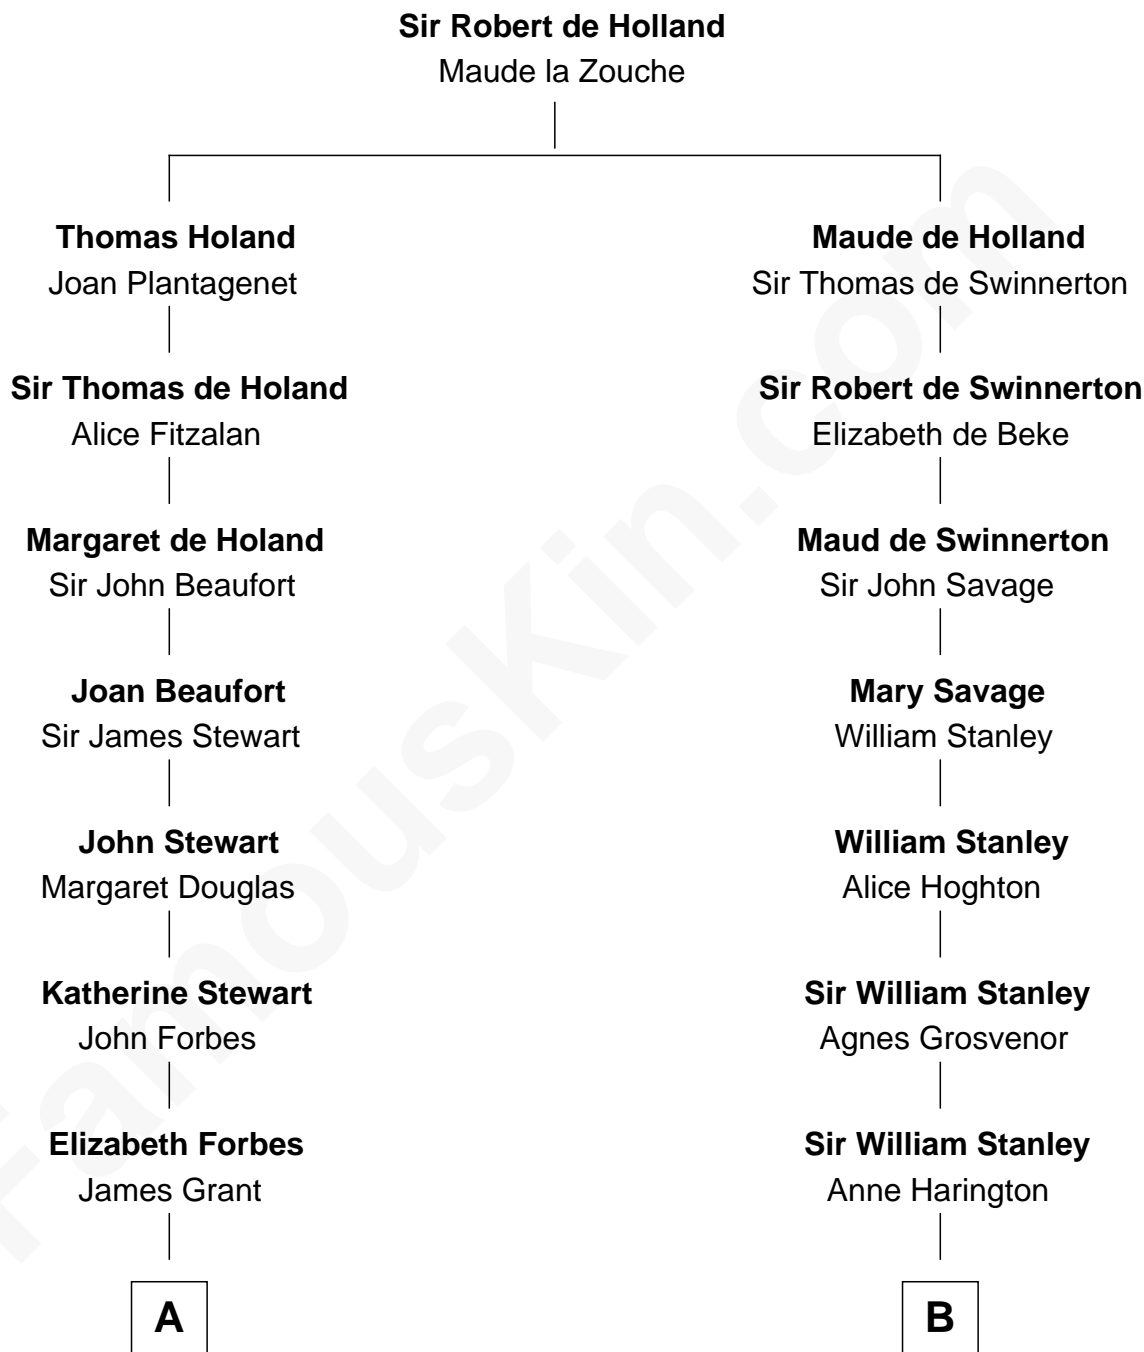 Sir Robert de Holland
Maude la Zouche
Thomas Holand
Joan Plantagenet
Sir Thomas de Holand
Alice Fitzalan
Margaret de Holand
Sir John Beaufort
Joan Beaufort
Sir James Stewart
John Stewart
Margaret Douglas
Katherine Stewart
John Forbes
Elizabeth Forbes
James Grant
A
Maude de Holland
Sir Thomas de Swinnerton
Sir Robert de Swinnerton
Elizabeth de Beke
Maud de Swinnerton
Sir John Savage
Mary Savage
William Stanley
William Stanley
Alice Hoghton
Sir William Stanley
Agnes Grosvenor
Sir William Stanley
Anne Harington
B
FamousKin.com